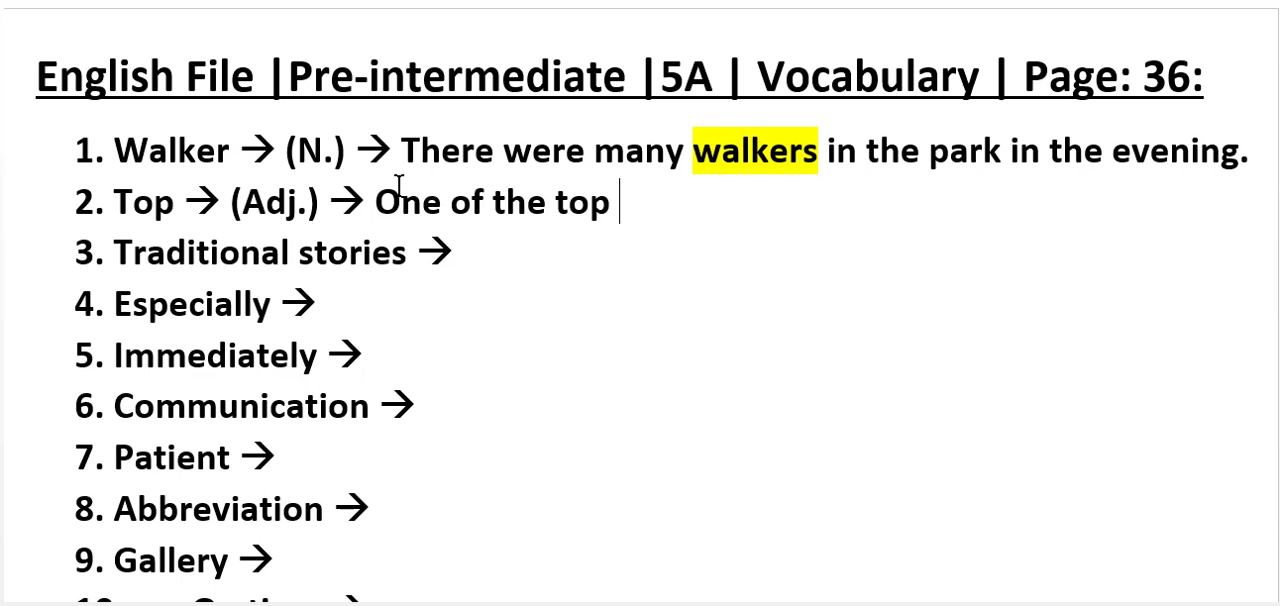 English File |Pre-intermediate |5A | Vocabulary | Page: 36:
1. Walker → (N.) → There were many walkers in the park in the evening.
2. Top → (Adj.) → One of the top
3. Traditional stories →
4. Especially →
5. Immediately →
6. Communication →
7. Patient →
8. Abbreviation →
9. Gallery →